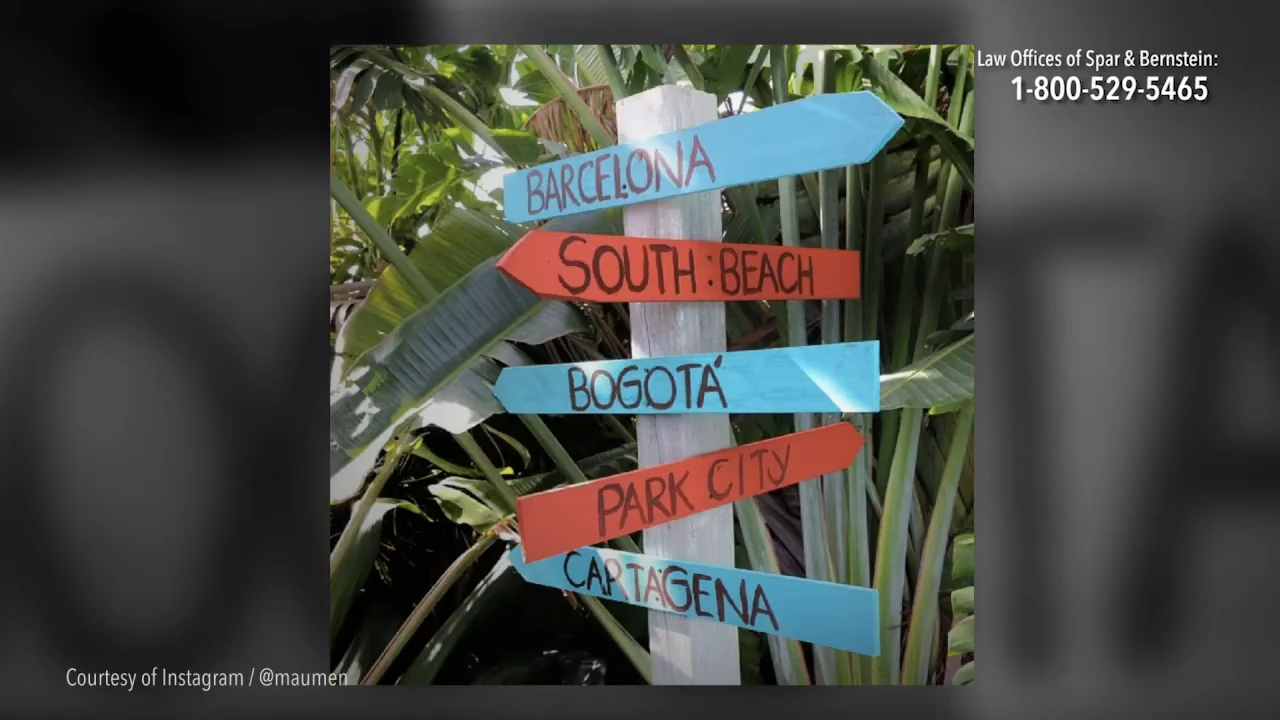 Law Offices of Spar & Bernstein:
1-800-529-5465
BARCELONA
SOUTH BEACH
BOGOTÁ
PARK CITY
CARTAGENA
Courtesy of Instagram / @maumen